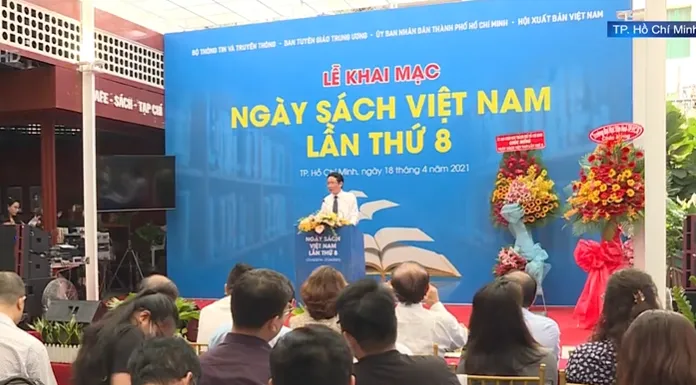 TP. Hồ Chí Minh
BỘ THÔNG TIN VÀ TRUYỀN THÔNG - BAN TUYÊN GIÁO TRUNG ƯƠNG - ỦY BAN NHÂN DÂN THÀNH PHỐ HỒ CHÍ MINH - HỘI XUẤT BẢN VIỆT NAM
LỄ KHAI MẠC
NGÀY SÁCH VIỆT NAM
LẦN THỨ 8
TP. Hồ Chí Minh, ngày 18 tháng 4 năm 2021
AFE - SÁCH - TẠP CHÍ
NGÀY SÁCH
VIỆT NAM
LẦN THỨ 8